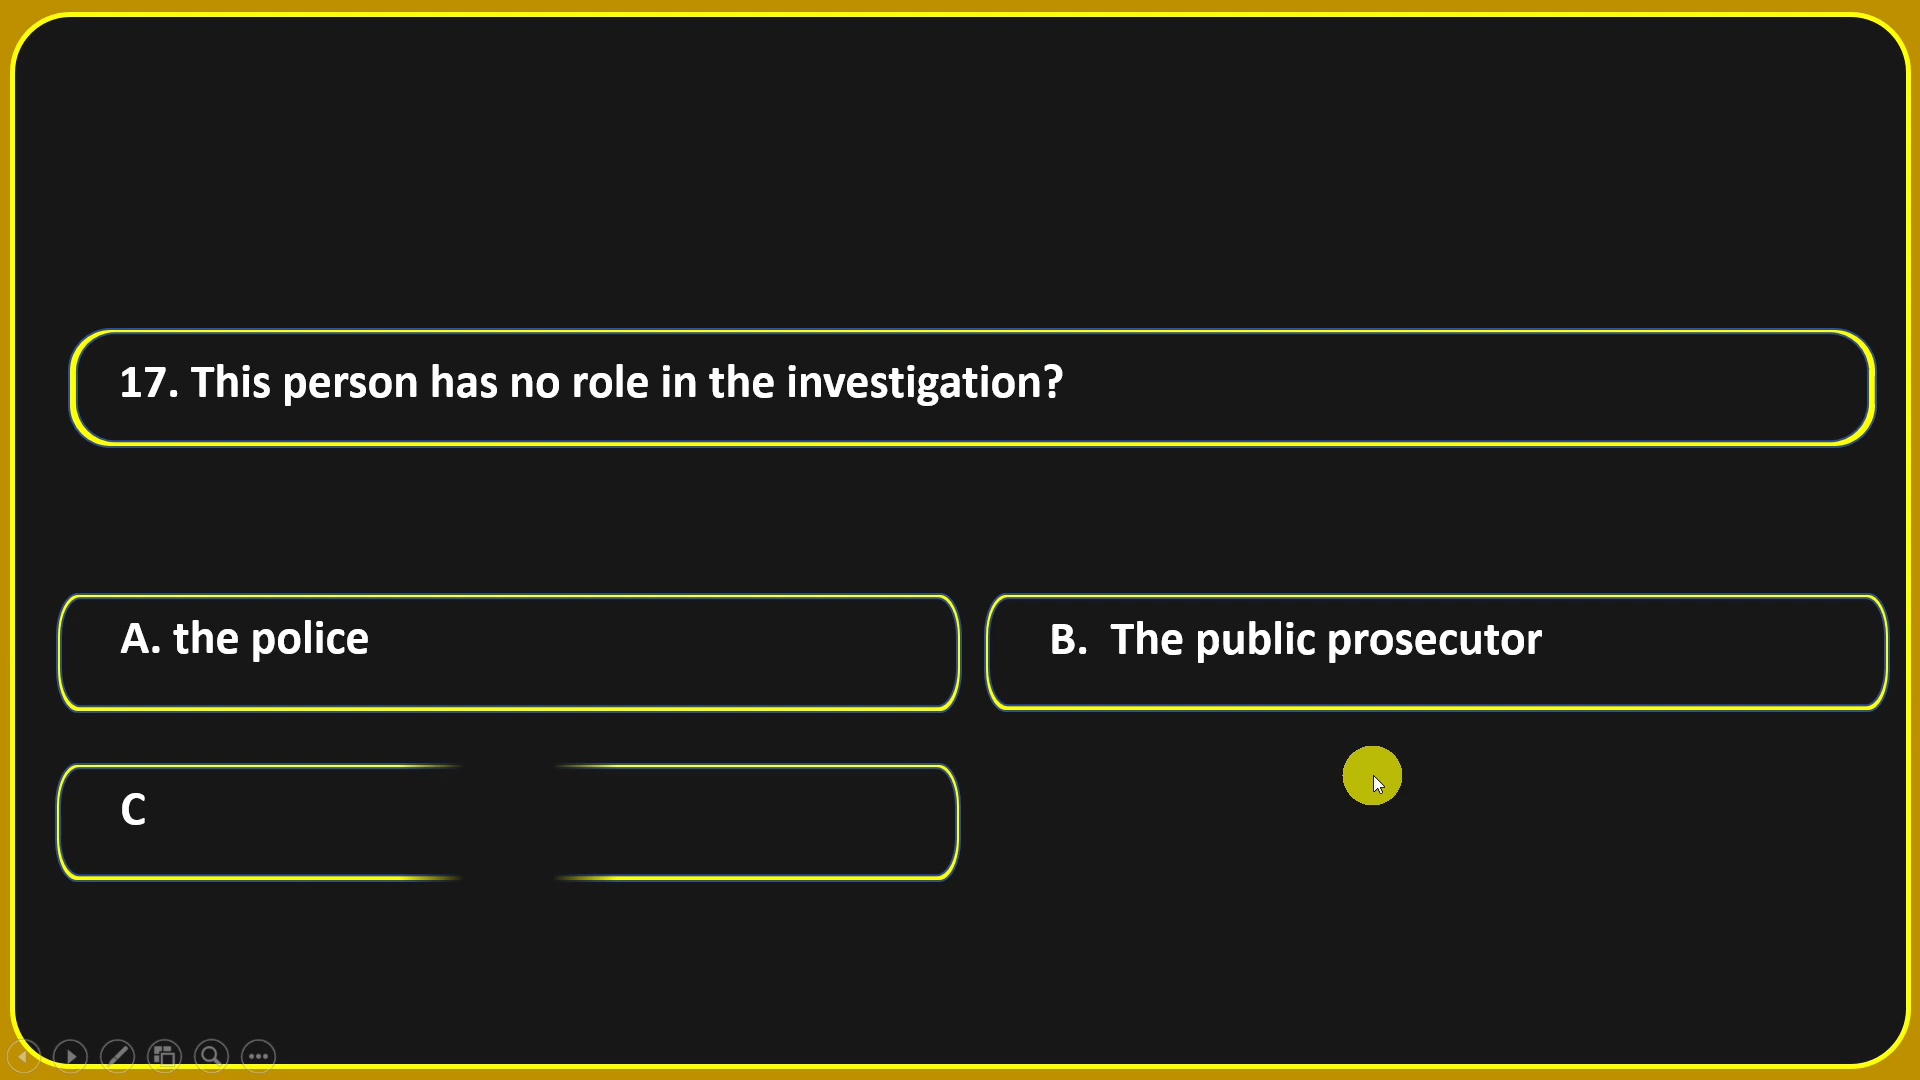 17. This person has no role in the investigation?
A. the police
B. The public prosecutor
C